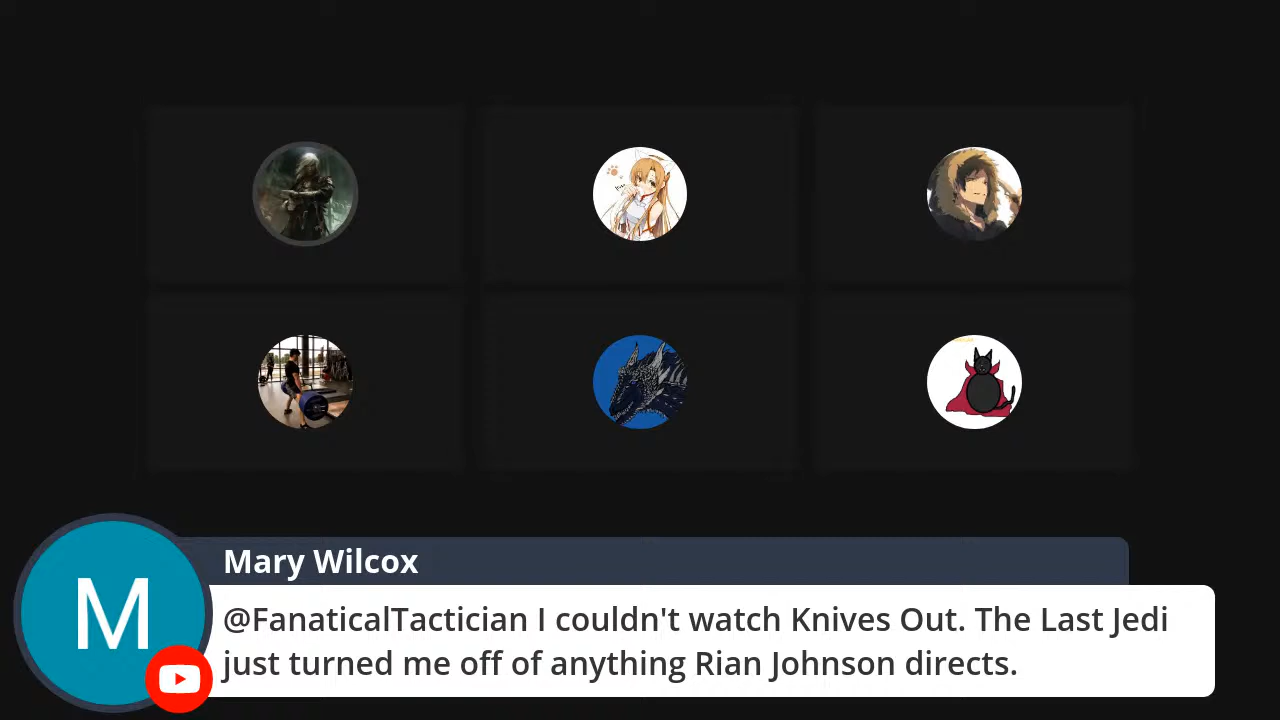 Mary Wilcox
@FanaticalTactician I couldn't watch Knives Out. The Last Jedi
just turned me off of anything Rian Johnson directs.
M